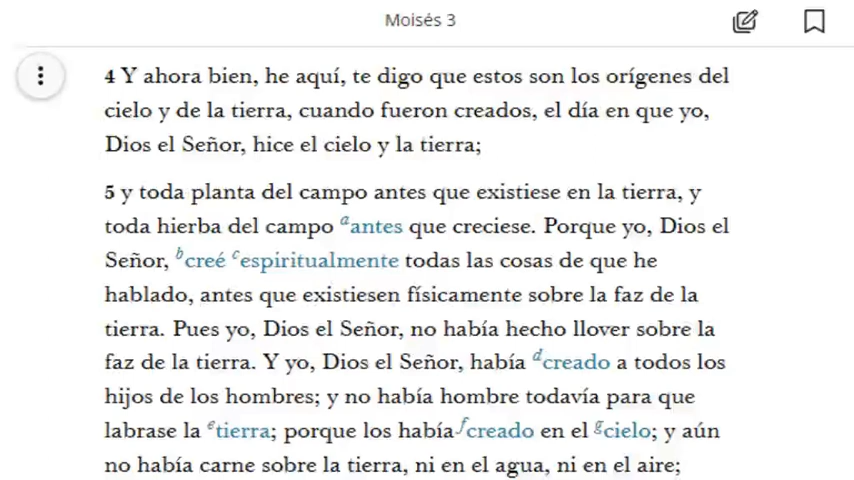 Moisés 3
4 Y ahora bien, he aquí, te digo que estos son los orígenes del
cielo y de la tierra, cuando fueron creados, el día en que yo,
Dios el Señor, hice el cielo y la tierra;
5 y toda planta del campo antes que existiese en la tierra, y
toda hierba del campo ᵃantes que creciese. Porque yo, Dios el
Señor, ᵇcreé ᶜespiritualmente todas las cosas de que he
hablado, antes que existiesen físicamente sobre la faz de la
tierra. Pues yo, Dios el Señor, no había hecho llover sobre la
faz de la tierra. Y yo, Dios el Señor, había ᵈcreado a todos los
hijos de los hombres; y no había hombre todavía para que
labrase la ᵉtierra; porque los había ᶠcreado en el ᵍcielo; y aún
no había carne sobre la tierra, ni en el agua, ni en el aire;